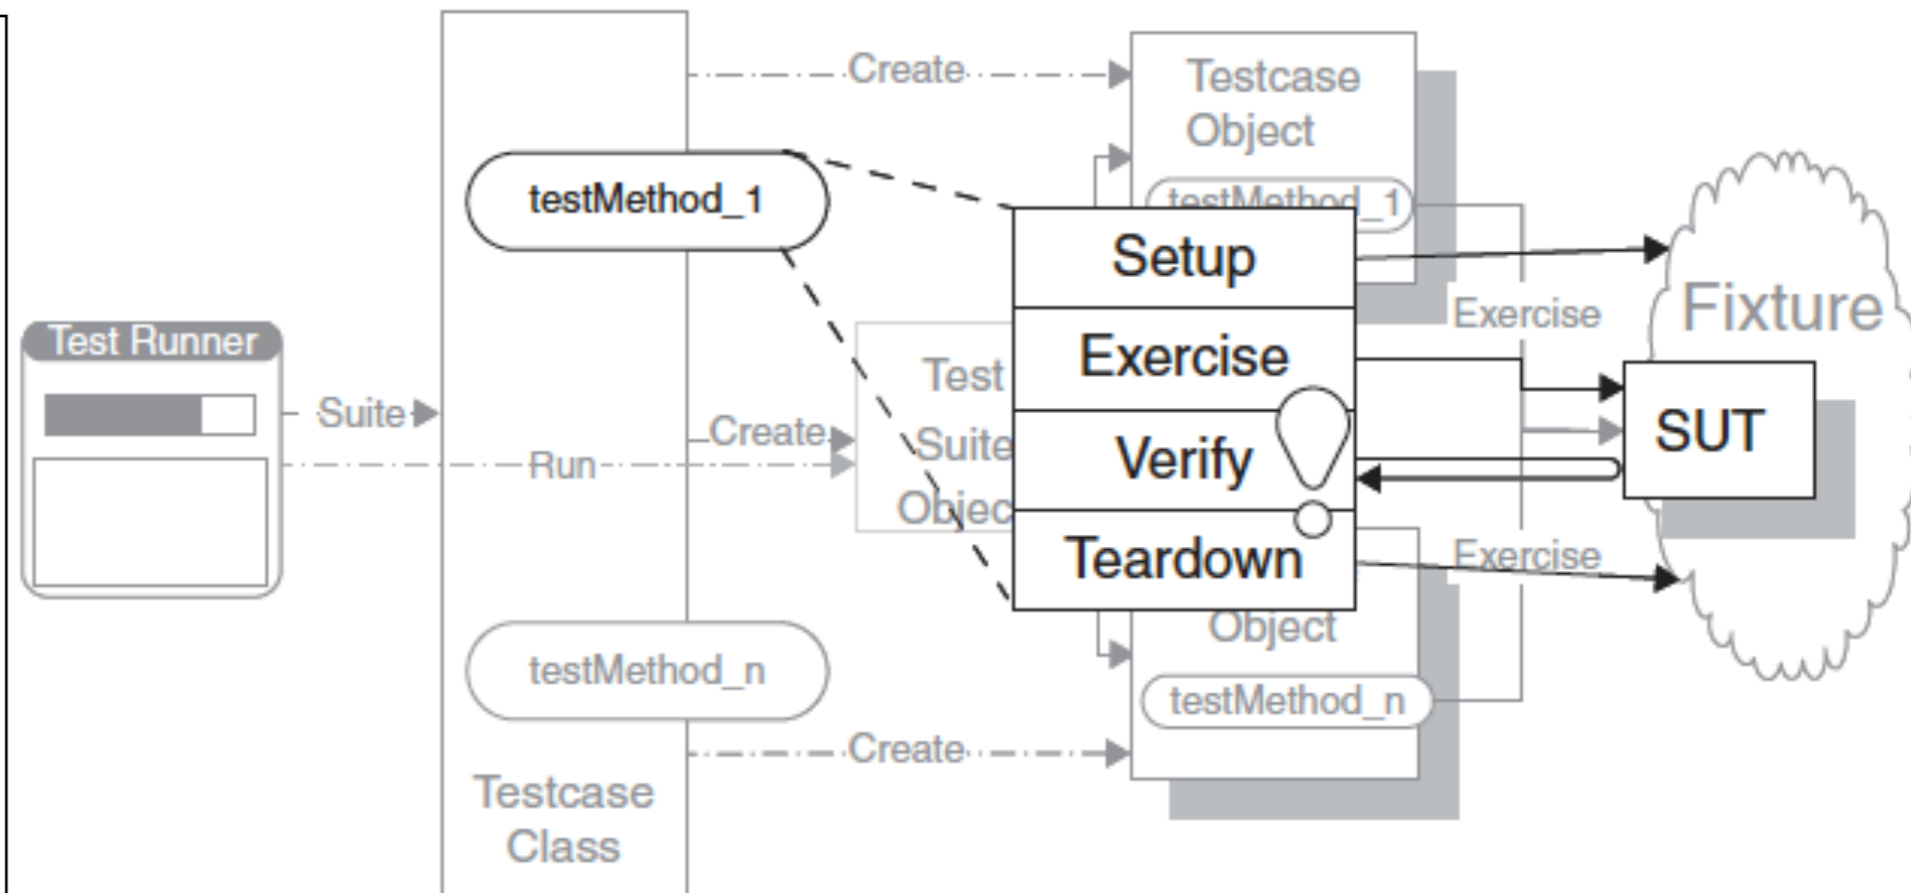 Create
Testcase
Object
testMethod_1
testMethod_1
Setup
Fixture
Exercise
Test Runner
Exercise
Test
Suite
Create
Suite
SUT
Verify
Run
Objec
Teardown
Exercise
Object
testMethod_n
testMethod_n
Create
Testcase
Class